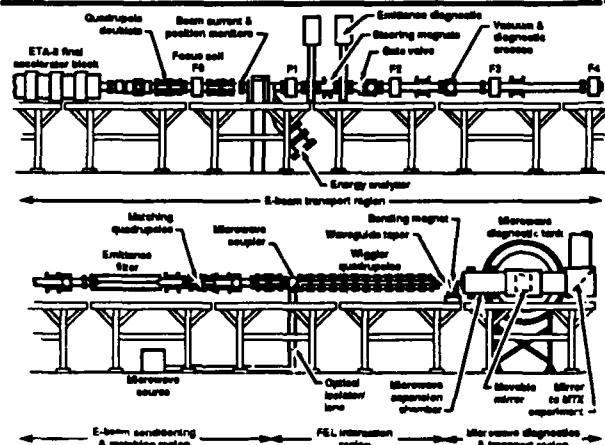 Quadrupole
doublets
Beam current &
position monitors
Emittance diagnostic
Steering magnets
Gate valve
Vacuum &
diagnostic
access
ETA-II final
accelerator block
Focus coil
F0
P1
F2
F3
F4
Energy analyzer
E-beam transport region
Matching
quadrupoles
Emittance
filter
Microwave
coupler
Wiggler
quadrupoles
Bending magnet
Waveguide taper
Microwave
diagnostic tank
Microwave
source
Optical
isolator/
lens
Microwave
expansion
chamber
Movable
mirror
Mirror
to MTX
experiment
E-beam conditioning
& matching region
FEL interaction
region
Microwave diagnostics
& transport region